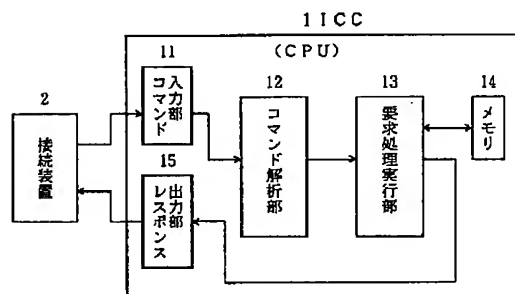 1 ICC
(CPU)
11
コマンド
入力部
12
コマンド解析部
13
要求処理実行部
14
メモリ
2
接続装置
15
レスポンス
出力部